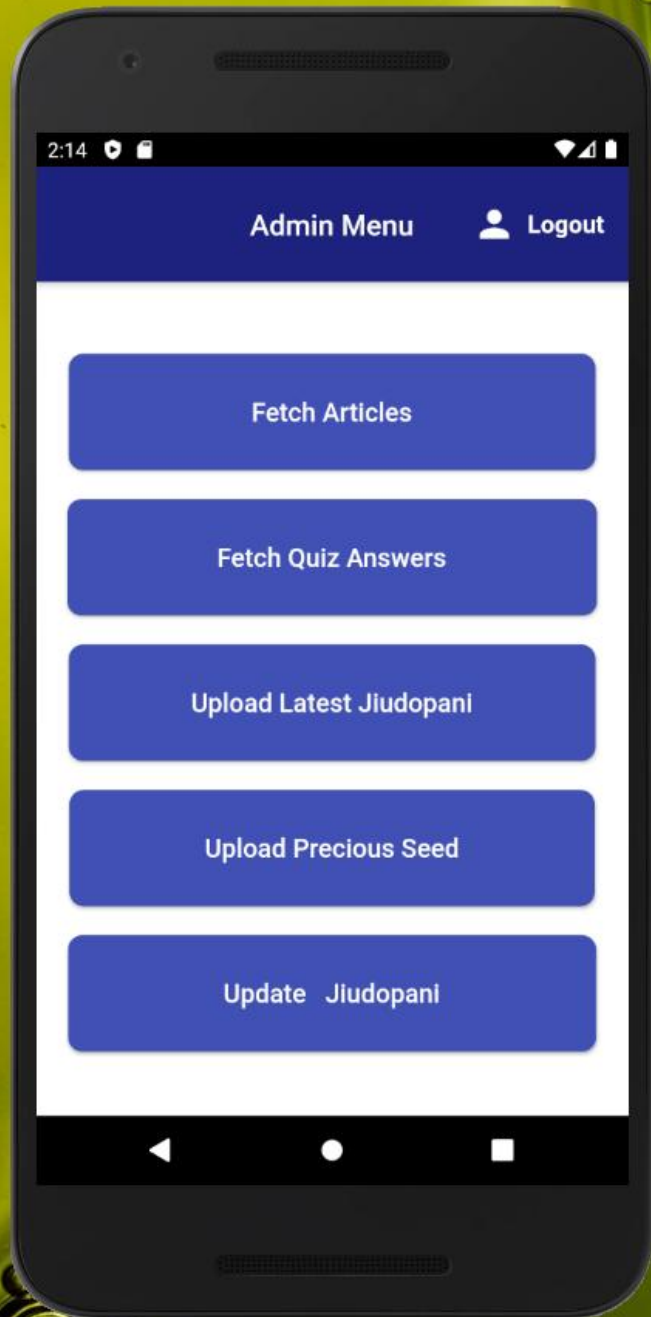 2:14
Admin Menu Logout
Fetch Articles
Fetch Quiz Answers
Upload Latest Jiudopani
Upload Precious Seed
Update Jiudopani